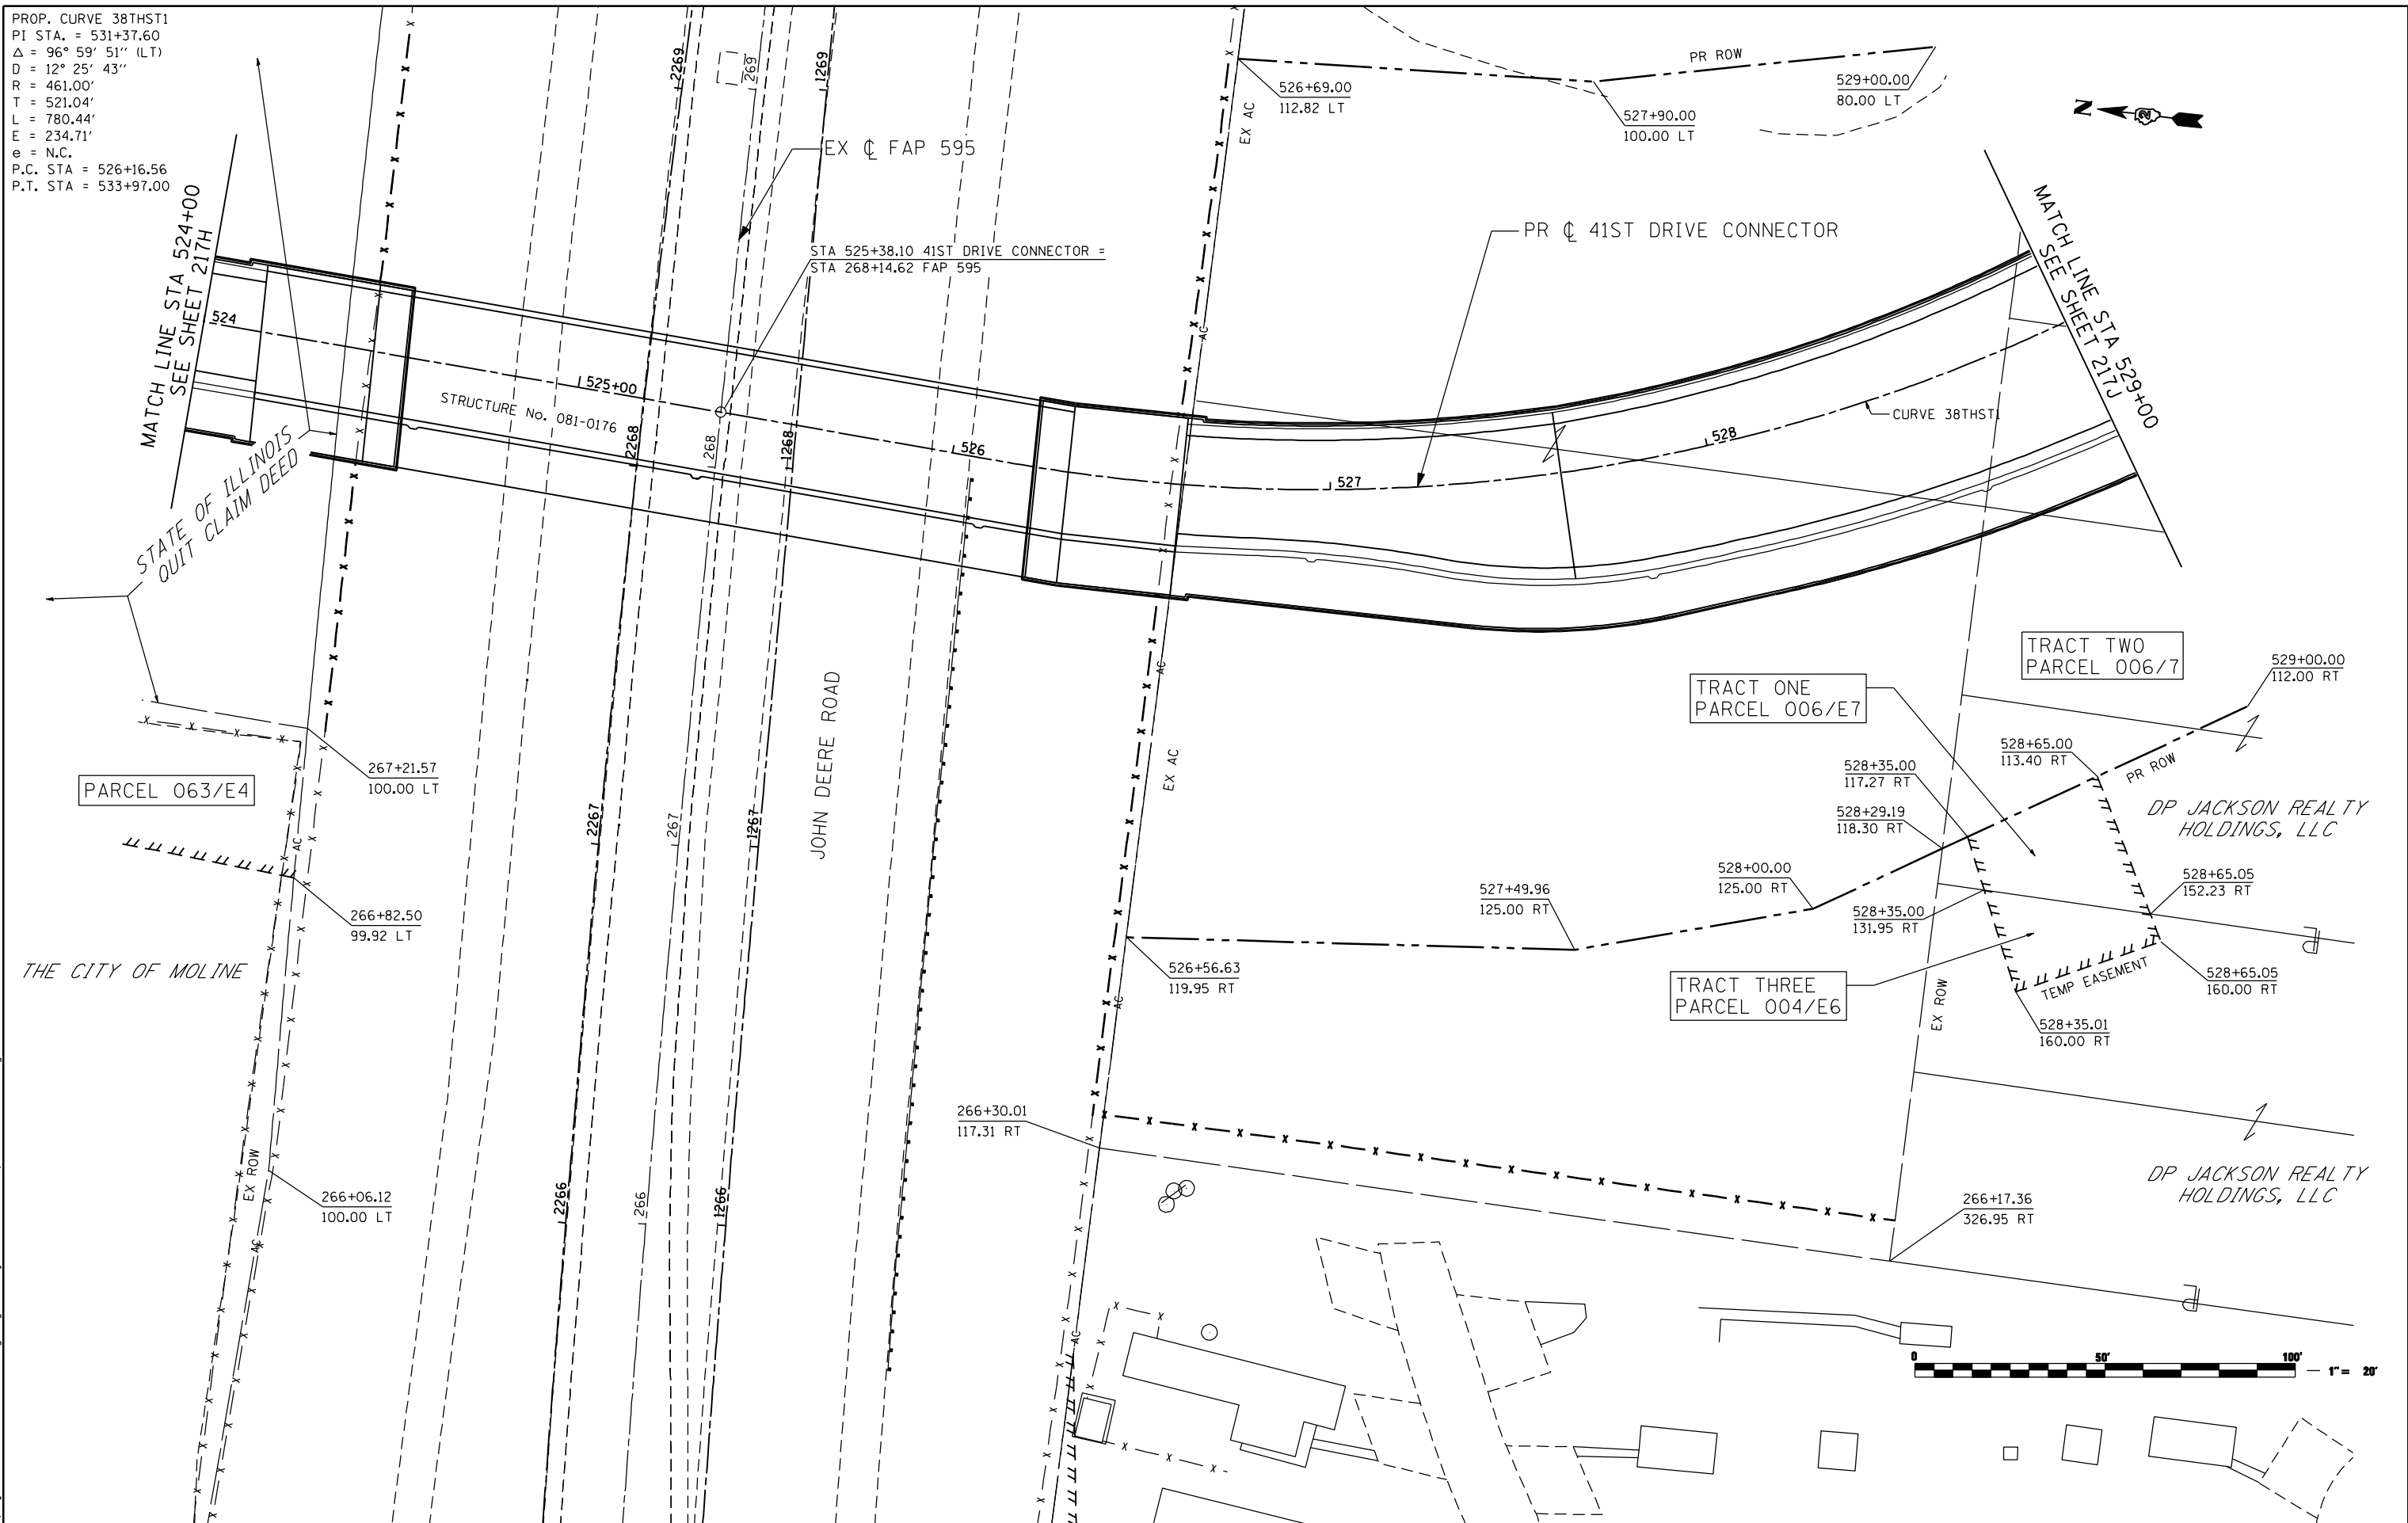 PROP. CURVE 38THST1
PI STA. = 531+37.60
Δ = 96° 59' 51'' (LT)
D = 12° 25' 43''
R = 461.00'
T = 521.04'
L = 780.44'
E = 234.71'
e = N.C.
P.C. STA = 526+16.56
P.T. STA = 533+97.00
MATCH LINE STA 524+00
SEE SHEET 217H
2269
269
1269
EX ℄ FAP 595
STA 525+38.10 41ST DRIVE CONNECTOR =
STA 268+14.62 FAP 595
EX AC
526+69.00
112.82 LT
PR ROW
527+90.00
100.00 LT
529+00.00
80.00 LT
N
PR ℄ 41ST DRIVE CONNECTOR
MATCH LINE STA 529+00
SEE SHEET 217J
524
525+00
STRUCTURE No. 081-0176
2268
268
1268
526
527
528
CURVE 38THST1
AC
STATE OF ILLINOIS
QUIT CLAIM DEED
AC
EX AC
JOHN DEERE ROAD
267+21.57
100.00 LT
PARCEL 063/E4
2267
267
1267
AC
266+82.50
99.92 LT
THE CITY OF MOLINE
TRACT TWO
PARCEL 006/7
529+00.00
112.00 RT
TRACT ONE
PARCEL 006/E7
528+65.00
113.40 RT
PR ROW
528+35.00
117.27 RT
528+29.19
118.30 RT
DP JACKSON REALTY
HOLDINGS, LLC
528+00.00
125.00 RT
527+49.96
125.00 RT
528+65.05
152.23 RT
528+35.00
131.95 RT
526+56.63
119.95 RT
AC
TRACT THREE
PARCEL 004/E6
TEMP EASEMENT
528+65.05
160.00 RT
EX ROW
528+35.01
160.00 RT
266+30.01
117.31 RT
EX ROW
266+06.12
100.00 LT
AC
2266
266
1266
DP JACKSON REALTY
HOLDINGS, LLC
266+17.36
326.95 RT
AC
0 50' 100'
1" = 20'